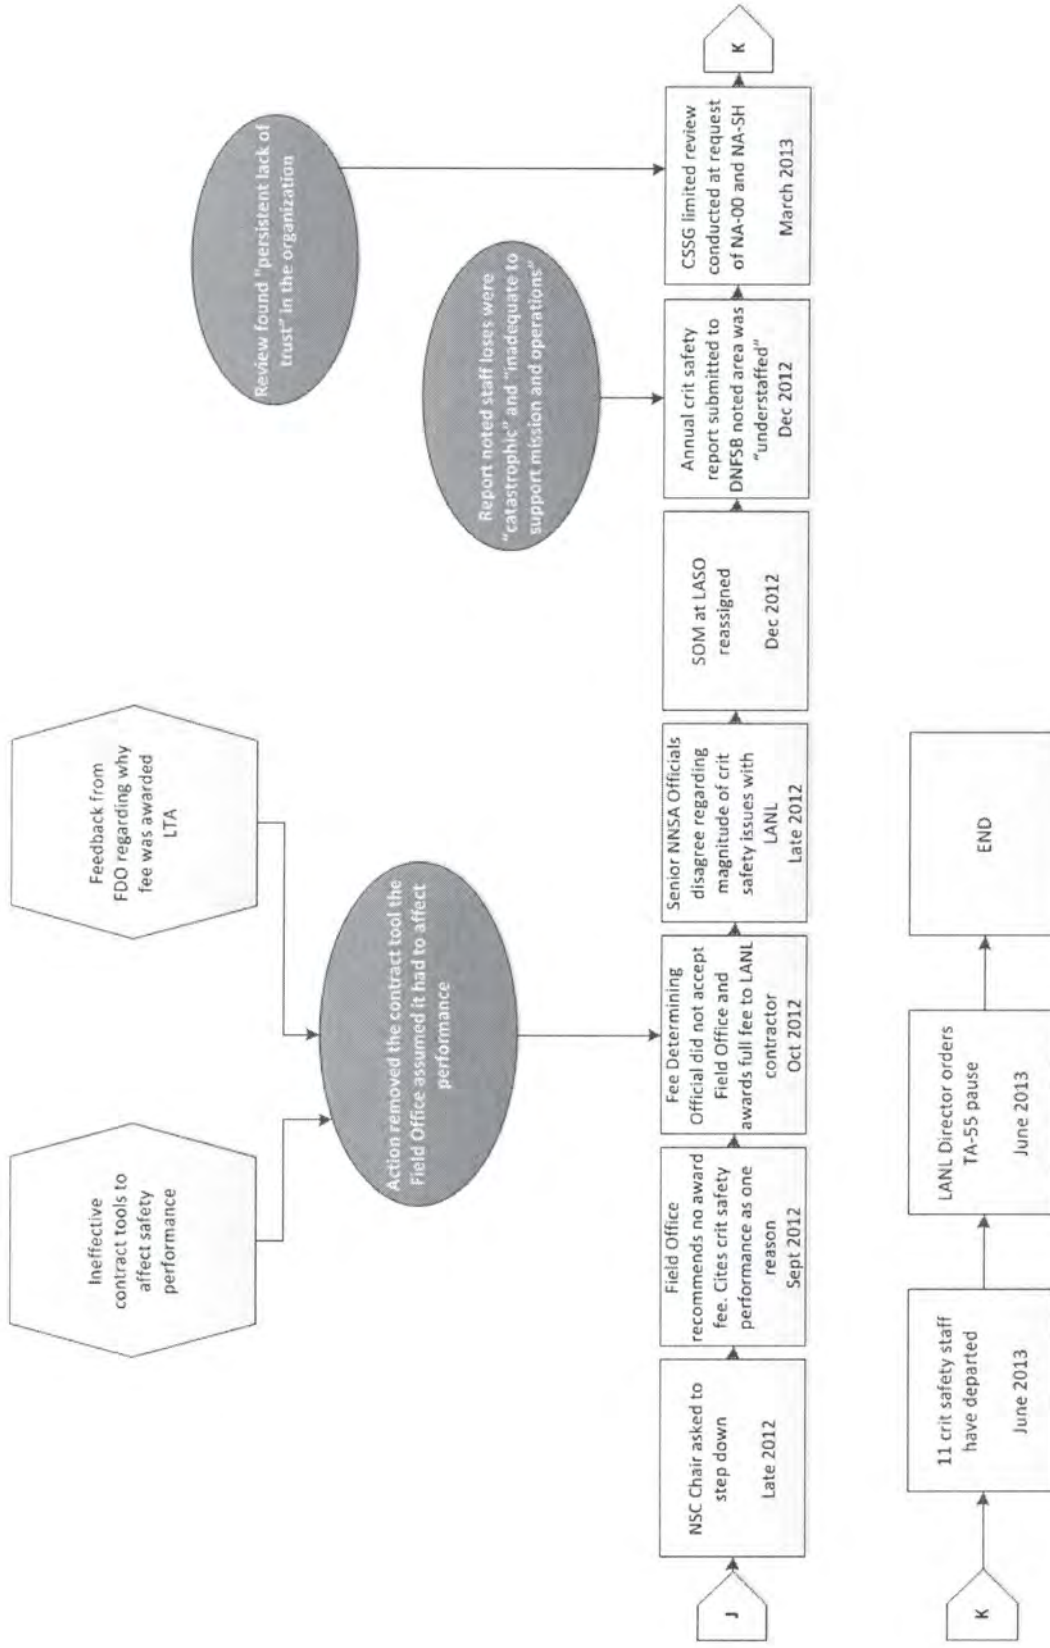 Ineffective
contract tools to
affect safety
performance
Feedback from
FDO regarding why
fee was awarded
LTA
Action removed the contract tool the
Field Office assumed it had to affect
performance
Report noted staff loses were
"catastrophic" and "inadequate to
support mission and operations"
Review found "persistent lack of
trust" in the organization
J
NSC Chair asked to
step down
Late 2012
Field Office
recommends no award
fee. Cites crit safety
performance as one
reason
Sept 2012
Fee Determining
Official did not accept
Field Office and
awards full fee to LANL
contractor
Oct 2012
Senior NNSA Officials
disagree regarding
magnitude of crit
safety issues with
LANL
Late 2012
SOM at LASO
reassigned
Dec 2012
Annual crit safety
report submitted to
DNFSB noted area was
"understaffed"
Dec 2012
CSSG limited review
conducted at request
of NA-00 and NA-SH
March 2013
K
K
11 crit safety staff
have departed
June 2013
LANL Director orders
TA-55 pause
June 2013
END